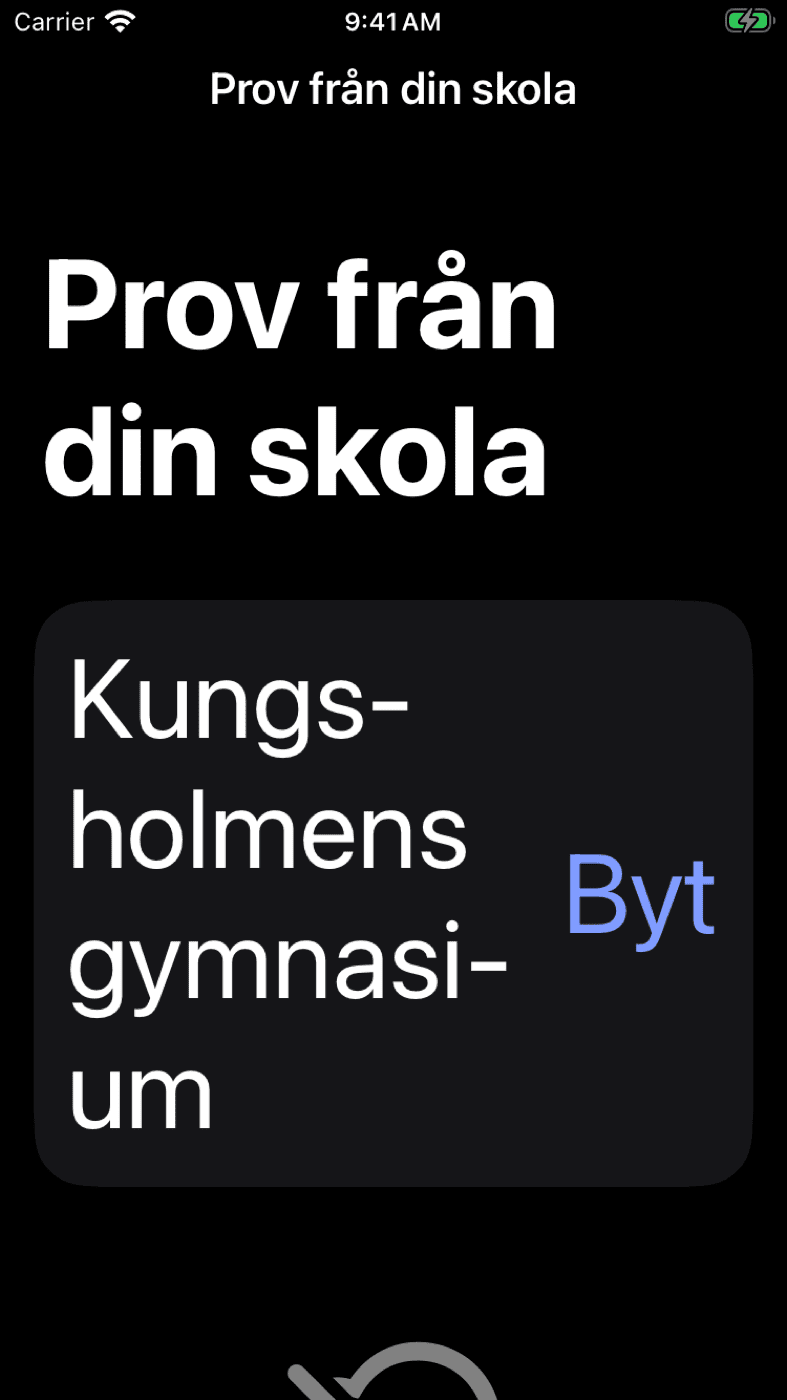 Carrier 9:41 AM
Prov från din skola
Prov från
din skola
Kungs-
holmens
gymnasi-
um
Byt